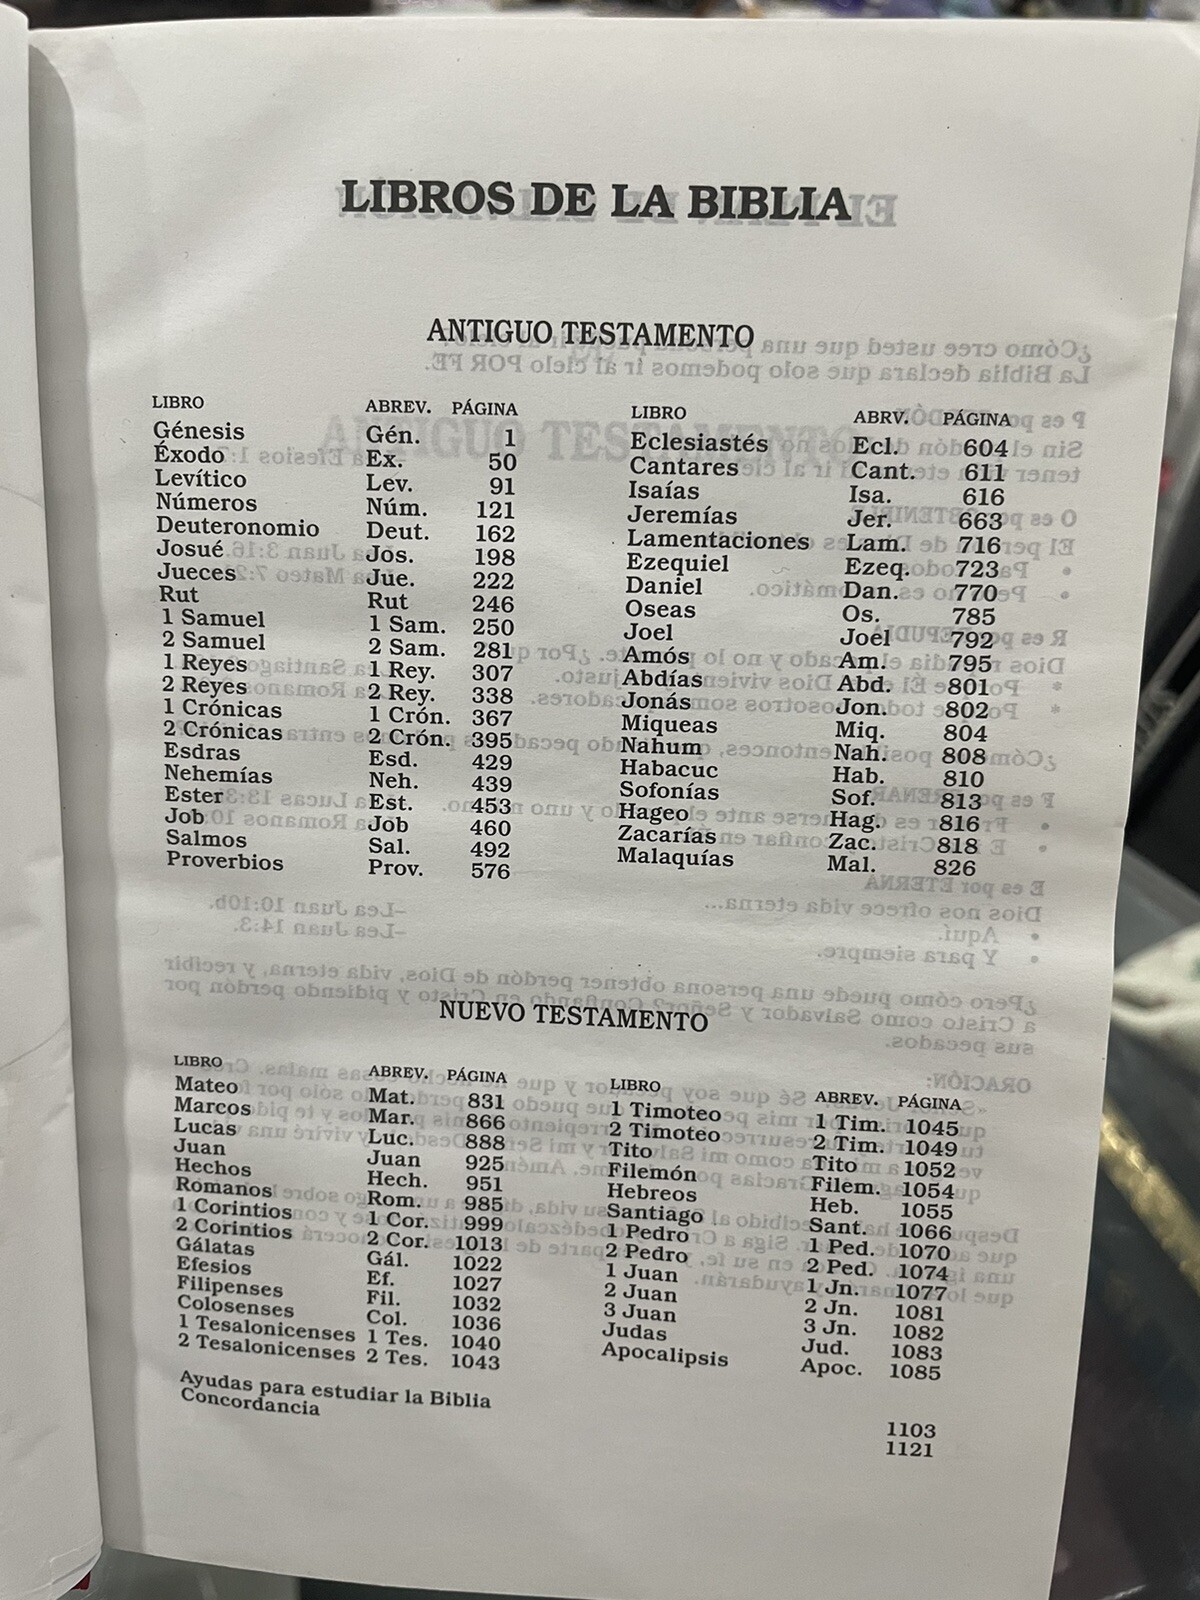 LIBROS DE LA BIBLIA
ANTIGUO TESTAMENTO
LIBRO ABREV. PÁGINA
Génesis Gén. 1
Éxodo Ex. 50
Levítico Lev. 91
Números Núm. 121
Deuteronomio Deut. 162
Josué Jos. 198
Jueces Jue. 222
Rut Rut 246
1 Samuel 1 Sam. 250
2 Samuel 2 Sam. 281
1 Reyes 1 Rey. 307
2 Reyes 2 Rey. 338
1 Crónicas 1 Crón. 367
2 Crónicas 2 Crón. 395
Esdras Esd. 429
Nehemías Neh. 439
Ester Est. 453
Job Job 460
Salmos Sal. 492
Proverbios Prov. 576
LIBRO ABRV. PÁGINA
Eclesiastés Ecl. 604
Cantares Cant. 611
Isaías Isa. 616
Jeremías Jer. 663
Lamentaciones Lam. 716
Ezequiel Ezeq. 723
Daniel Dan. 770
Oseas Os. 785
Joel Joel 792
Amós Am. 795
Abdías Abd. 801
Jonás Jon. 802
Miqueas Miq. 804
Nahum Nah. 808
Habacuc Hab. 810
Sofonías Sof. 813
Hageo Hag. 816
Zacarías Zac. 818
Malaquías Mal. 826
NUEVO TESTAMENTO
LIBRO ABREV. PÁGINA
Mateo Mat. 831
Marcos Mar. 866
Lucas Luc. 888
Juan Juan 925
Hechos Hech. 951
Romanos Rom. 985
1 Corintios 1 Cor. 999
2 Corintios 2 Cor. 1013
Gálatas Gál. 1022
Efesios Ef. 1027
Filipenses Fil. 1032
Colosenses Col. 1036
1 Tesalonicenses 1 Tes. 1040
2 Tesalonicenses 2 Tes. 1043
LIBRO ABREV. PÁGINA
1 Timoteo 1 Tim. 1045
2 Timoteo 2 Tim. 1049
Tito Tito 1052
Filemón Filem. 1054
Hebreos Heb. 1055
Santiago Sant. 1066
1 Pedro 1 Ped. 1070
2 Pedro 2 Ped. 1074
1 Juan 1 Jn. 1077
2 Juan 2 Jn. 1081
3 Juan 3 Jn. 1082
Judas Jud. 1083
Apocalipsis Apoc. 1085
Ayudas para estudiar la Biblia 1103
Concordancia 1121